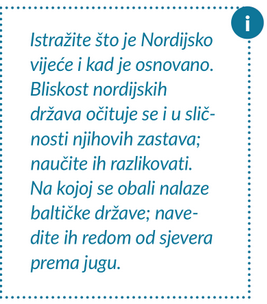 i
Istražite što je Nordijsko
vijeće i kad je osnovano.
Bliskost nordijskih
država očituje se i u slič-
nosti njihovih zastava;
naučite ih razlikovati.
Na kojoj se obali nalaze
baltičke države; nave-
dite ih redom od sjevera
prema jugu.